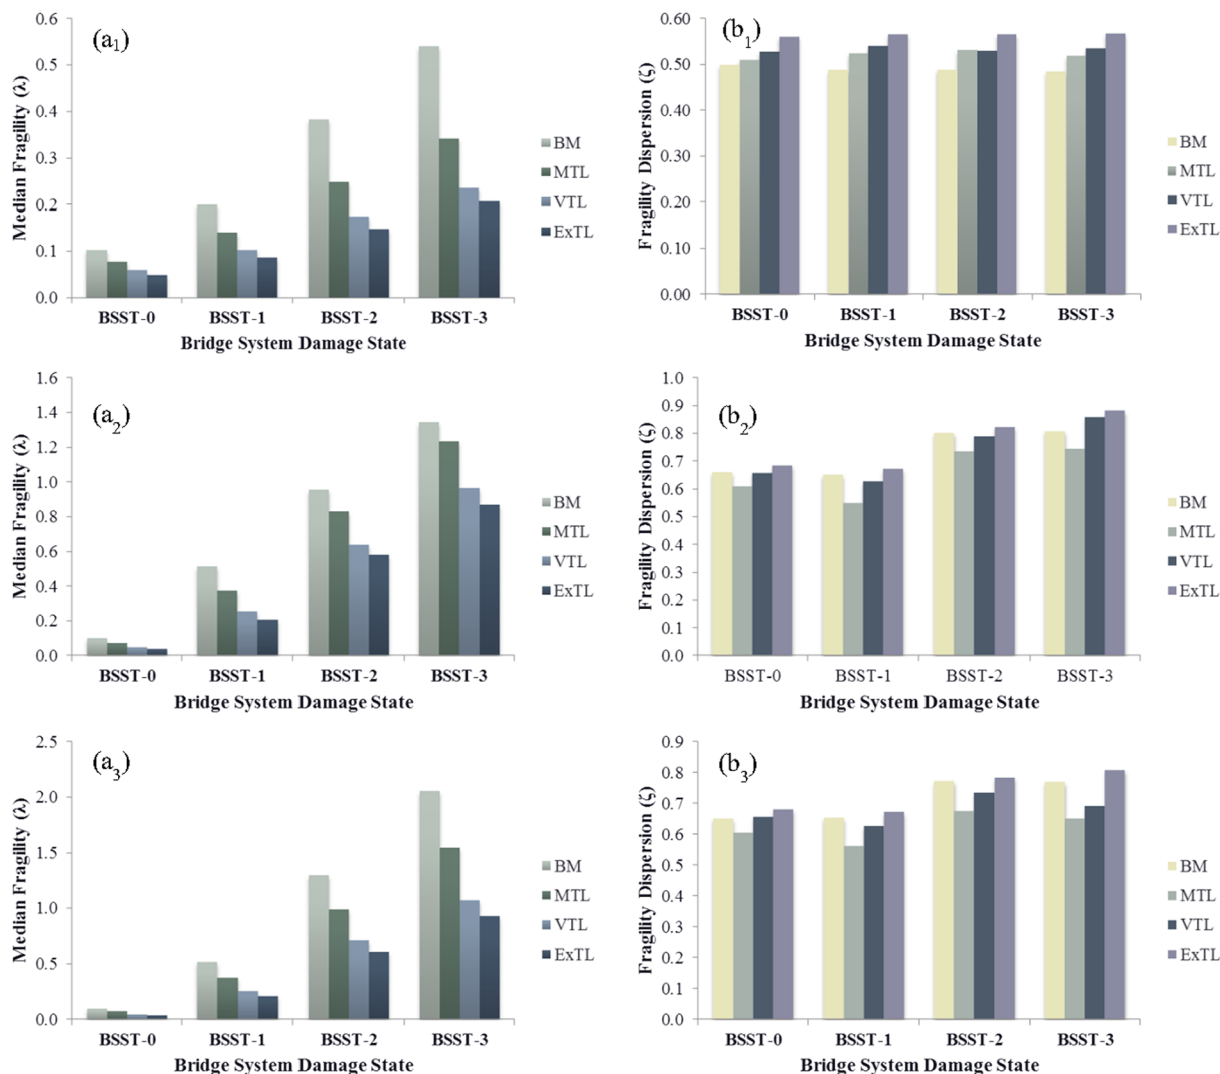 (a1)
0.6
0.5
0.4
0.3
0.2
0.1
0.0
Median Fragility (λ)
BM
MTL
VTL
ExTL
BSST-0 BSST-1 BSST-2 BSST-3
Bridge System Damage State
(b1)
0.60
0.50
0.40
0.30
0.20
0.10
0.00
Fragility Dispersion (ζ)
BM
MTL
VTL
ExTL
BSST-0 BSST-1 BSST-2 BSST-3
Bridge System Damage State
(a2)
1.6
1.4
1.2
1.0
0.8
0.6
0.4
0.2
0.0
Median Fragility (λ)
BM
MTL
VTL
ExTL
BSST-0 BSST-1 BSST-2 BSST-3
Bridge System Damage State
(b2)
1.0
0.9
0.8
0.7
0.6
0.5
0.4
0.3
0.2
0.1
0.0
Fragility Dispersion (ζ)
BM
MTL
VTL
ExTL
BSST-0 BSST-1 BSST-2 BSST-3
Bridge System Damage State
(a3)
2.5
2.0
1.5
1.0
0.5
0.0
Median Fragility (λ)
BM
MTL
VTL
ExTL
BSST-0 BSST-1 BSST-2 BSST-3
Bridge System Damage State
(b3)
0.9
0.8
0.7
0.6
0.5
0.4
0.3
0.2
0.1
0.0
Fragility Dispersion (ζ)
BM
MTL
VTL
ExTL
BSST-0 BSST-1 BSST-2 BSST-3
Bridge System Damage State